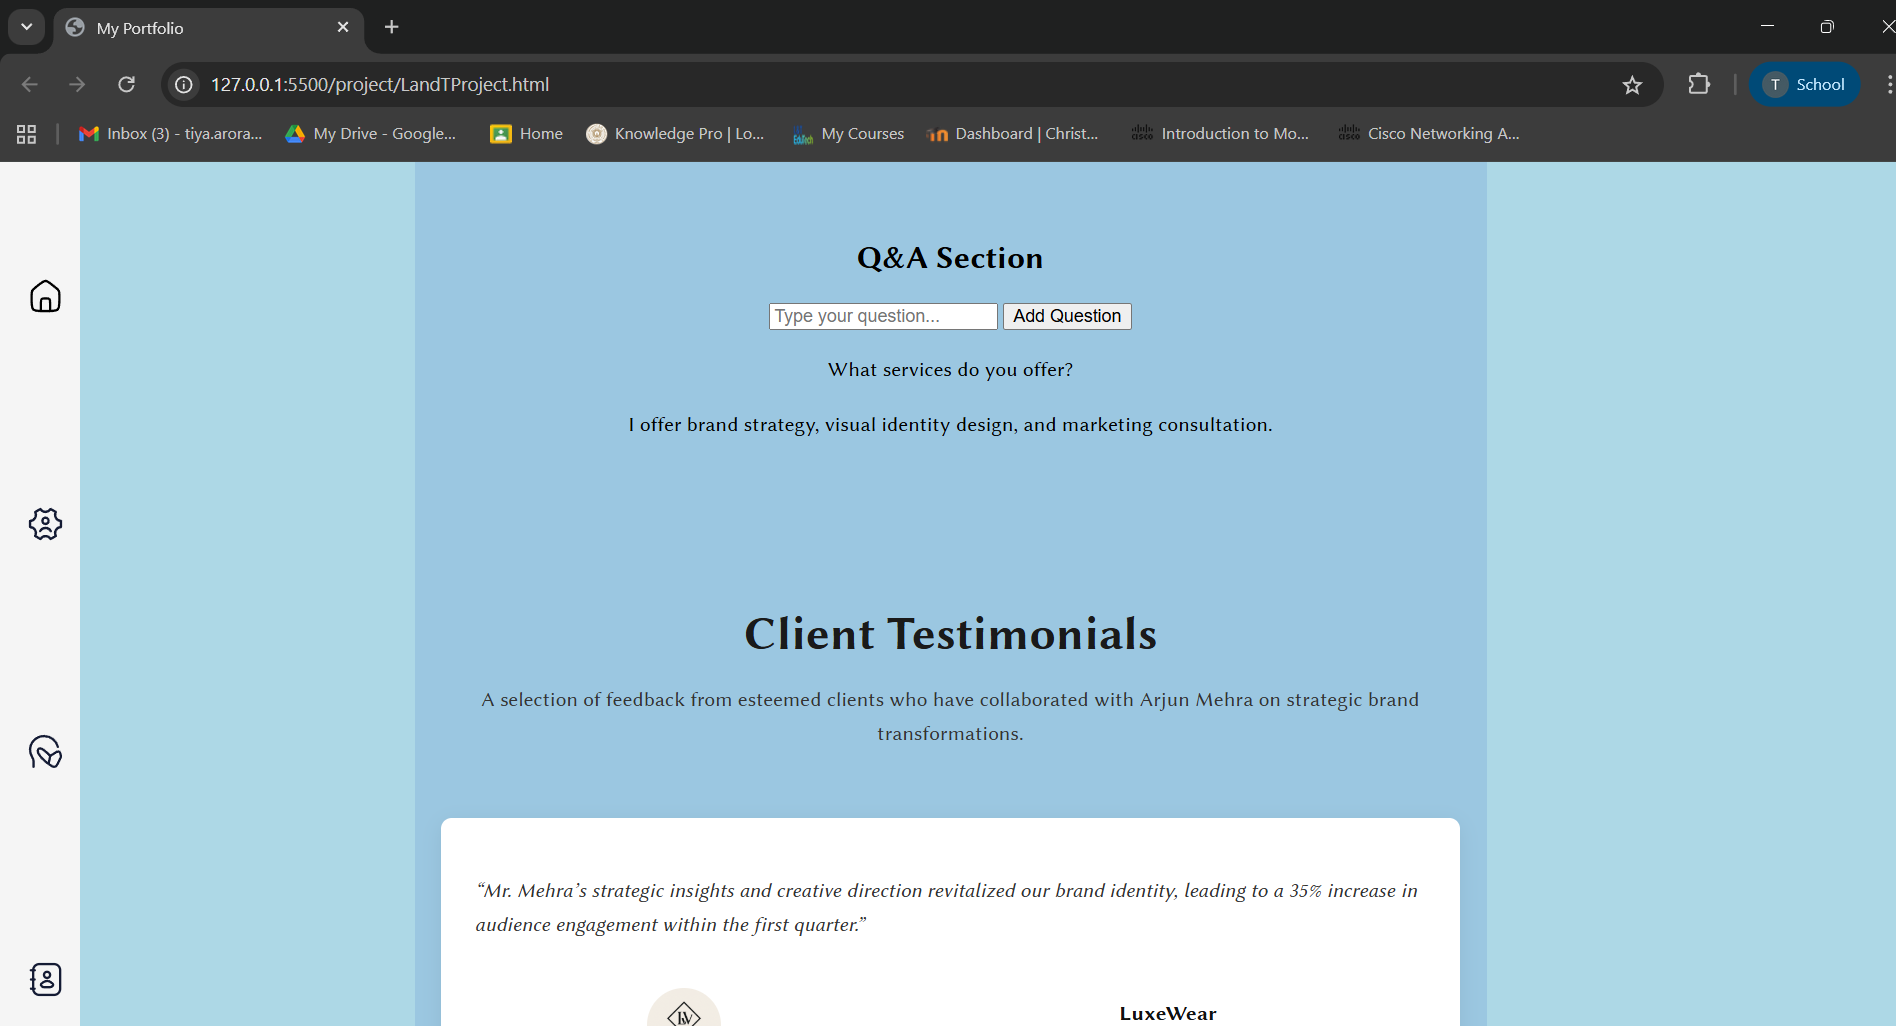 My Portfolio
127.0.0.1:5500/project/LandTProject.html
T School
Inbox (3) - tiya.arora... My Drive - Google... Home Knowledge Pro | Lo... My Courses Dashboard | Christ... Introduction to Mo... Cisco Networking A...
Q&A Section
Type your question... Add Question
What services do you offer?
I offer brand strategy, visual identity design, and marketing consultation.
Client Testimonials
A selection of feedback from esteemed clients who have collaborated with Arjun Mehra on strategic brand
transformations.
“Mr. Mehra’s strategic insights and creative direction revitalized our brand identity, leading to a 35% increase in
audience engagement within the first quarter.”
LuxeWear